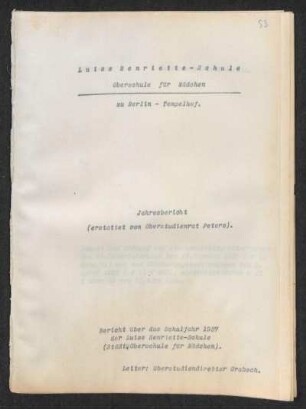 53
Luise Henriette-Schule
Oberschule für Mädchen
zu Berlin - Tempelhof.
Jahresbericht
(erstattet von Oberstudienrat Peters).
Bericht über das Schuljahr 1937
der Luise Henriette-Schule
(Städt. Oberschule für Mädchen).
Leiter: Oberstudiendirektor